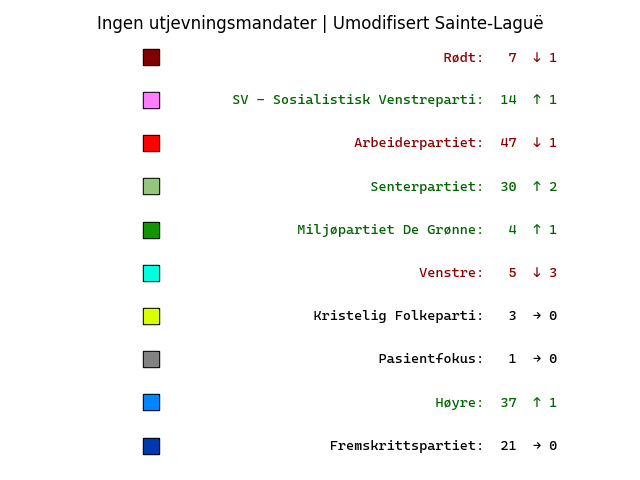 Ingen utjevningsmandater | Umodifisert Sainte-Laguë
Rødt: 7 ↓ 1
SV – Sosialistisk Venstreparti: 14 ↑ 1
Arbeiderpartiet: 47 ↓ 1
Senterpartiet: 30 ↑ 2
Miljøpartiet De Grønne: 4 ↑ 1
Venstre: 5 ↓ 3
Kristelig Folkeparti: 3 → 0
Pasientfokus: 1 → 0
Høyre: 37 ↑ 1
Fremskrittspartiet: 21 → 0